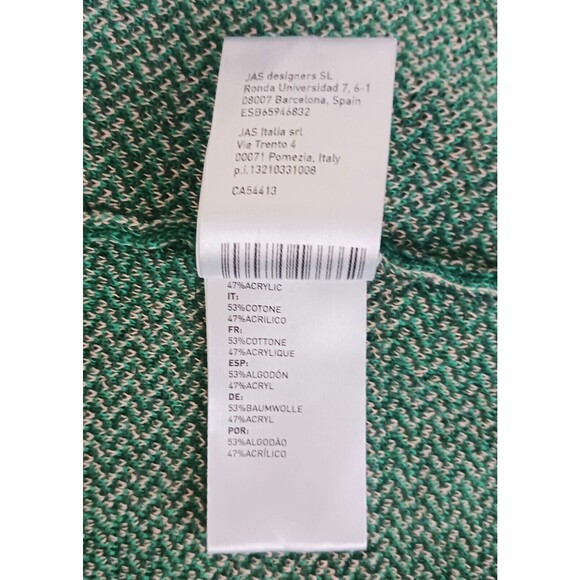 JAS designers SL
Ronda Universidad 7, 6-1
08007 Barcelona, Spain
ESB65946832
JAS Italia srl
Via Trento 4
00071 Pomezia, Italy
p.i.13210331008
CA54413
47%ACRYLIC
IT:
53%COTONE
47%ACRILICO
FR:
53%COTTONE
47%ACRYLIQUE
ESP:
53%ALGODÓN
47%ACRYL
DE:
53%BAUMWOLLE
47%ACRYL
POR:
53%ALGODÃO
47%ACRÍLICO